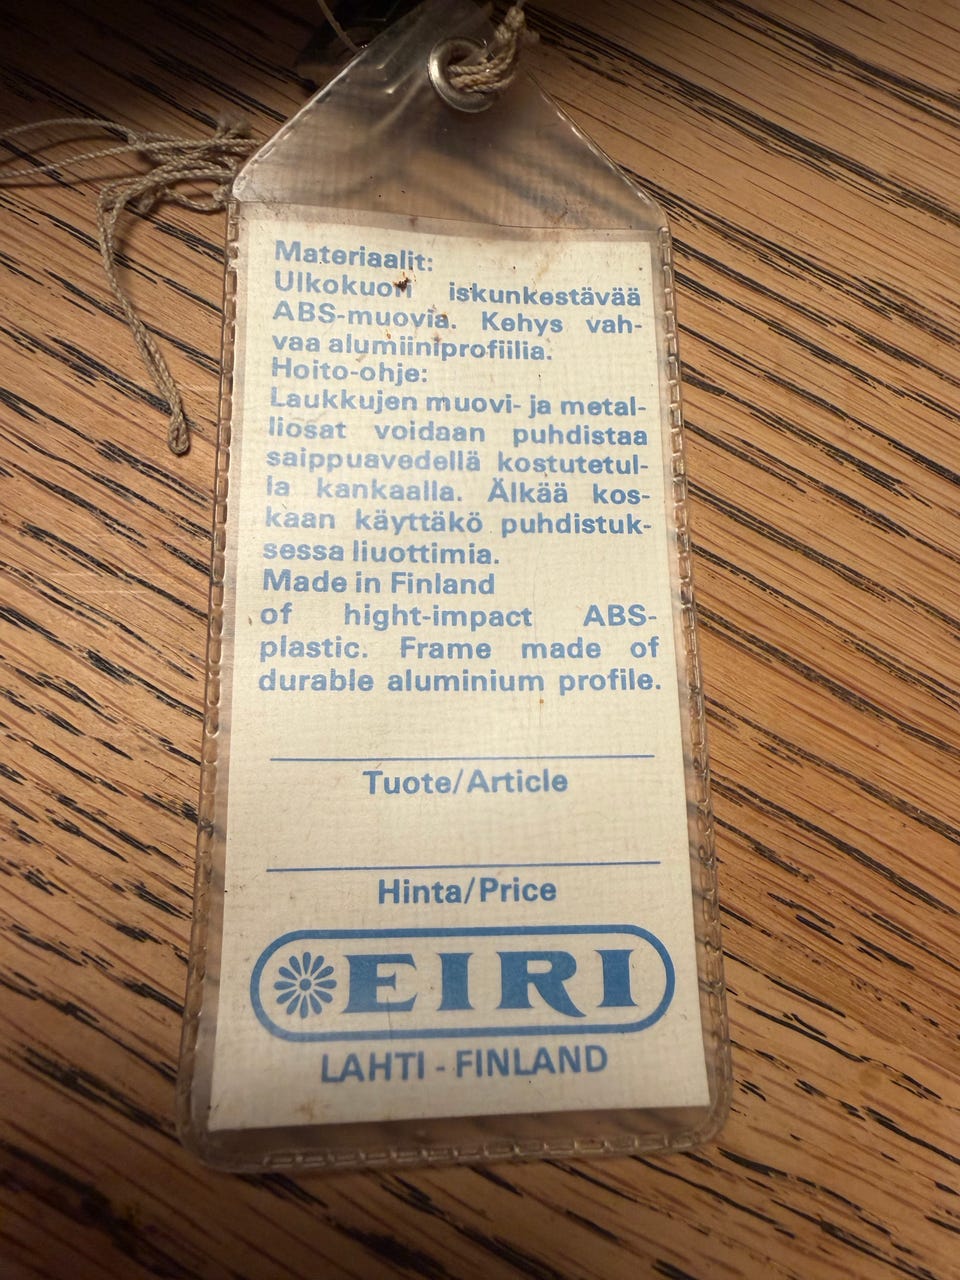 Materiaalit:
Ulkokuori iskunkestävää
ABS-muovia. Kehys vah-
vaa alumiiniprofiilia.
Hoito-ohje:
Laukkujen muovi- ja metal-
liosat voidaan puhdistaa
saippuavedellä kostutetul-
la kankaalla. Älkää kos-
kaan käyttäkö puhdistuk-
sessa liuottimia.
Made in Finland
of hight-impact ABS-
plastic. Frame made of
durable aluminium profile.
Tuote/Article
Hinta/Price
EIRI
LAHTI - FINLAND